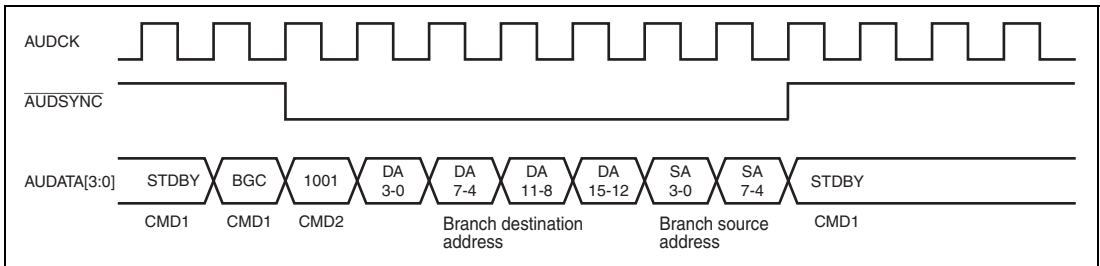 AUDCK
AUDSYNC
AUDATA[3:0]
STDBY
BGC
1001
DA
3-0
DA
7-4
DA
11-8
DA
15-12
SA
3-0
SA
7-4
STDBY
CMD1
CMD1
CMD2
Branch destination
address
Branch source
address
CMD1